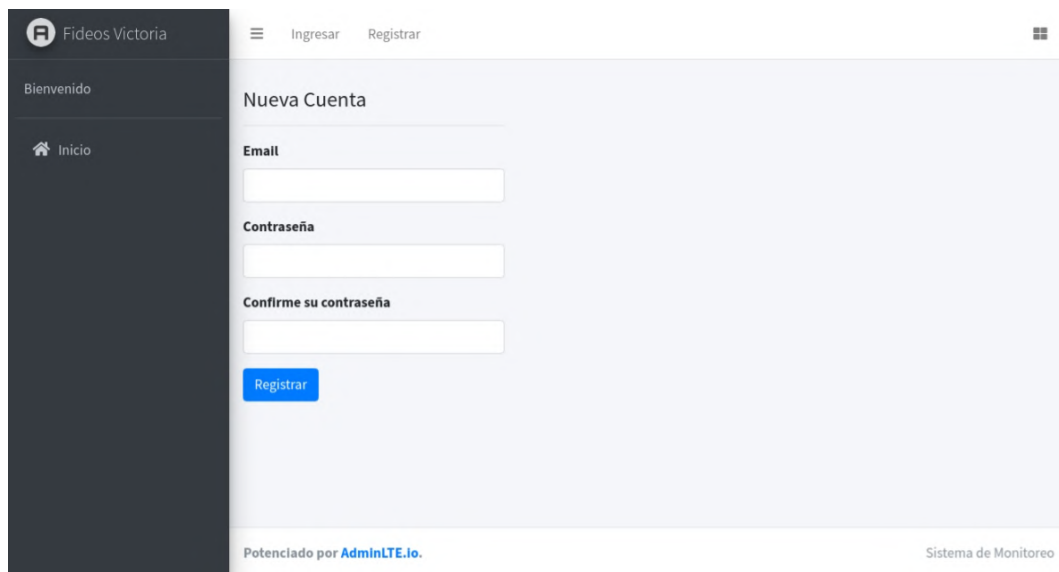 Fideos Victoria
Ingresar Registrar
Bienvenido
Inicio
Nueva Cuenta
Email
Contraseña
Confirme su contraseña
Registrar
Potenciado por AdminLTE.io.
Sistema de Monitoreo